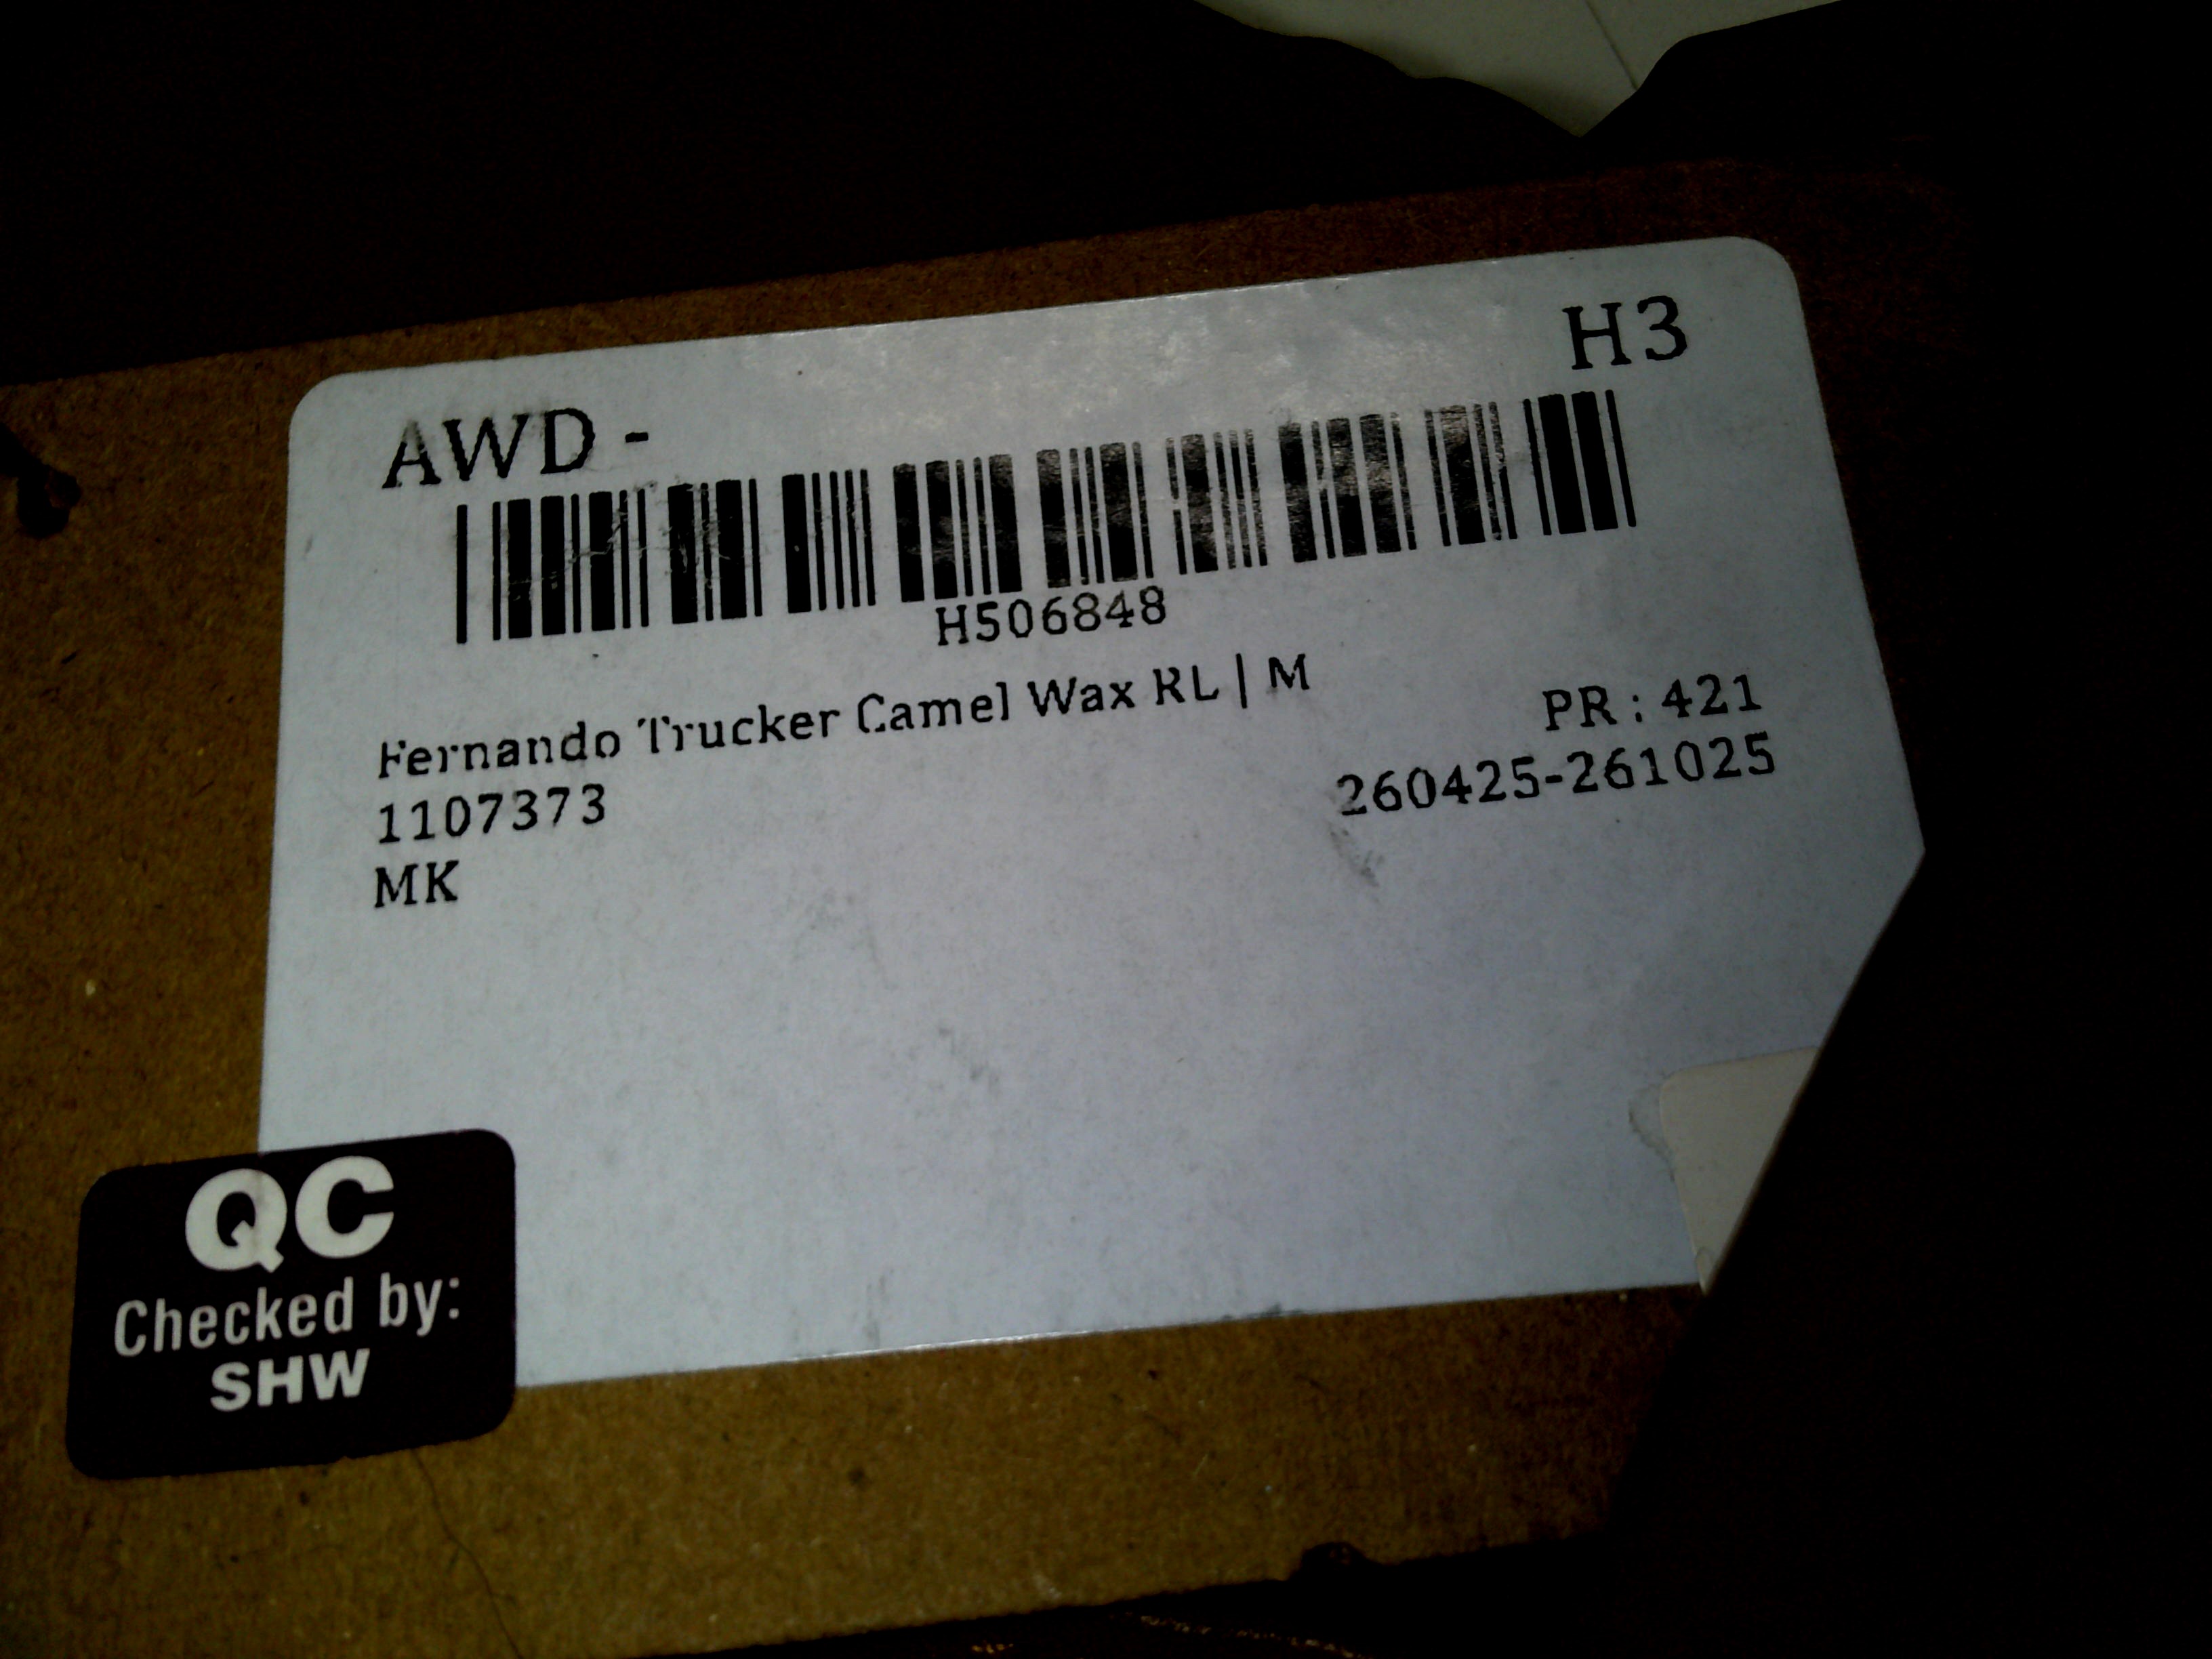 AWD - H3
H506848
Fernando Trucker Camel Wax RL | M
PR : 421
1107373
260425-261025
MK
QC
Checked by:
SHW